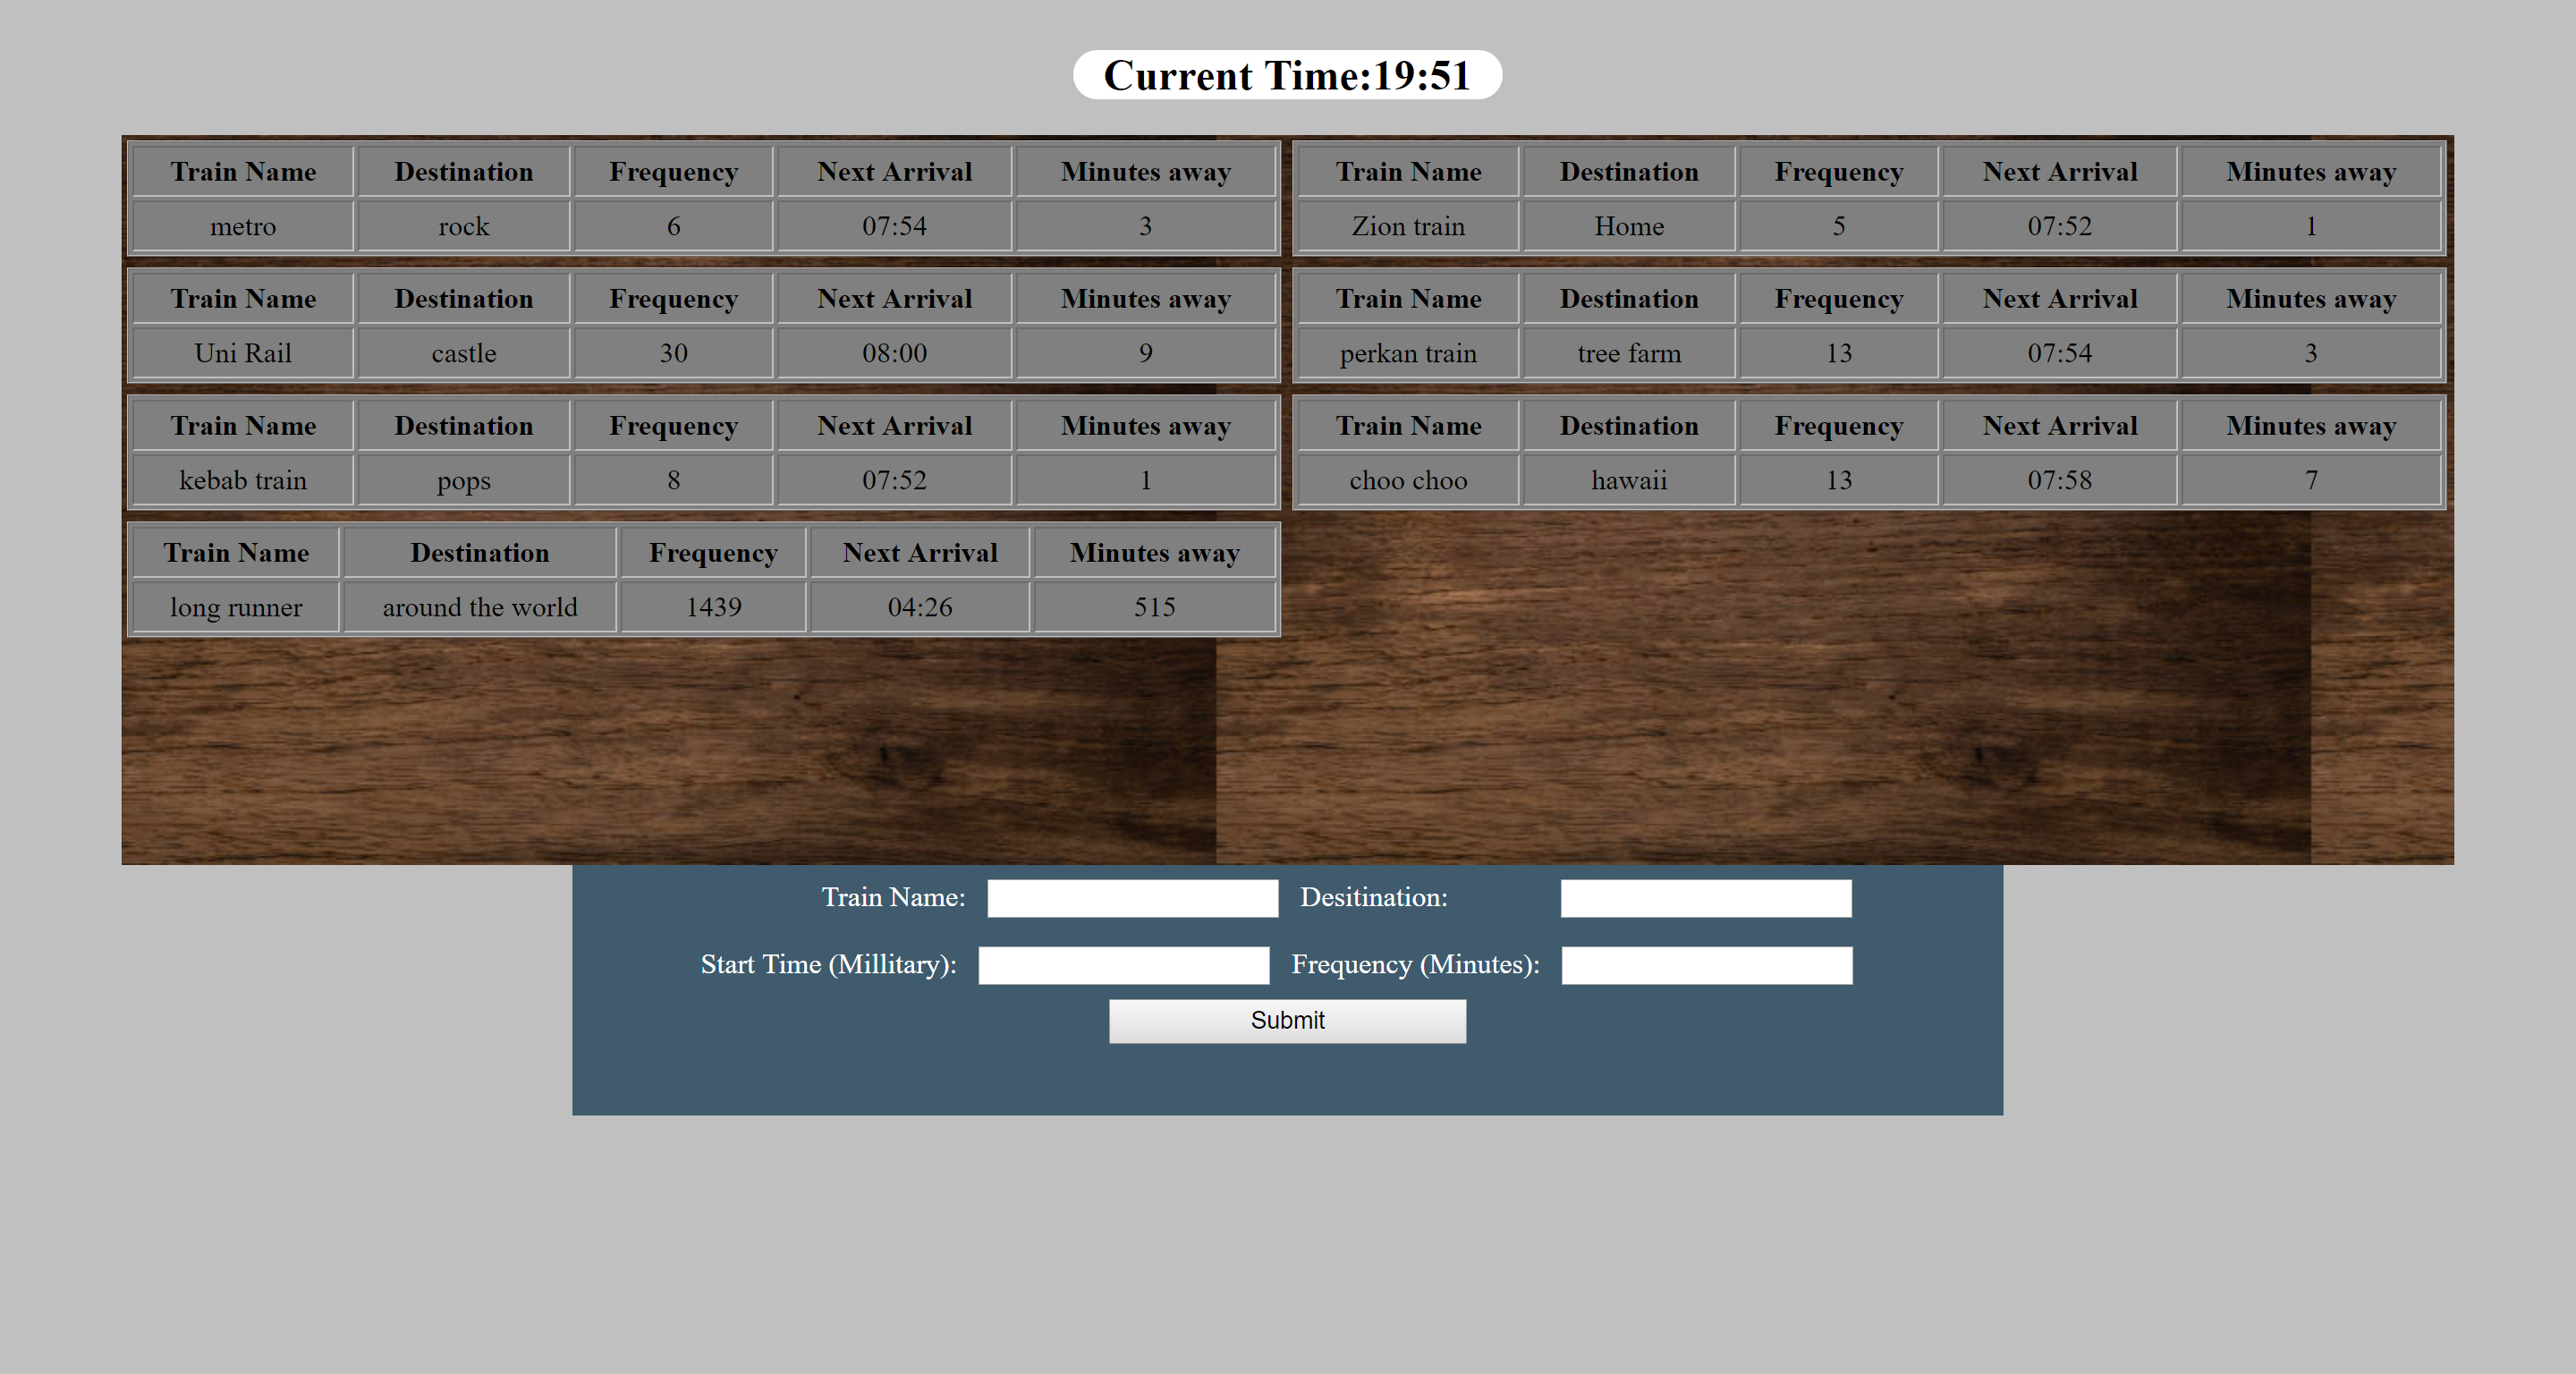 Current Time:19:51
Train Name Destination Frequency Next Arrival Minutes away
metro rock 6 07:54 3
Train Name Destination Frequency Next Arrival Minutes away
Zion train Home 5 07:52 1
Train Name Destination Frequency Next Arrival Minutes away
Uni Rail castle 30 08:00 9
Train Name Destination Frequency Next Arrival Minutes away
perkan train tree farm 13 07:54 3
Train Name Destination Frequency Next Arrival Minutes away
kebab train pops 8 07:52 1
Train Name Destination Frequency Next Arrival Minutes away
choo choo hawaii 13 07:58 7
Train Name Destination Frequency Next Arrival Minutes away
long runner around the world 1439 04:26 515
Train Name: Desitination:
Start Time (Millitary): Frequency (Minutes):
Submit